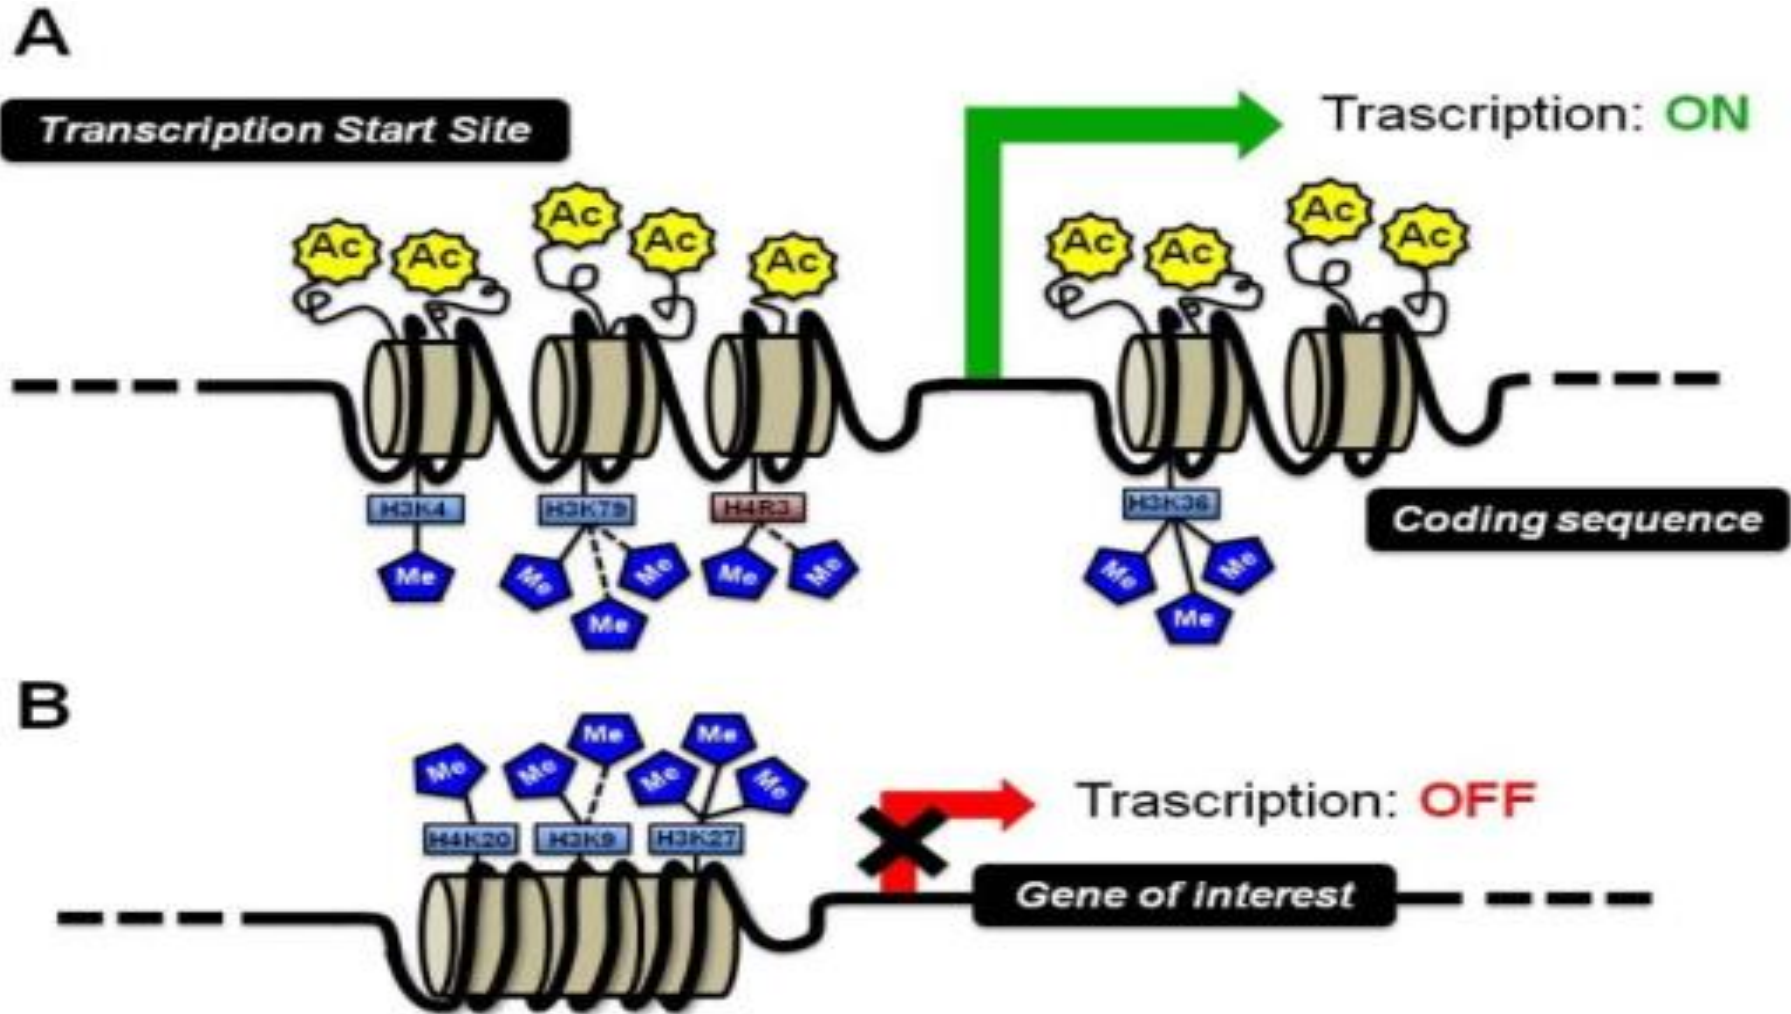 A
Transcription Start Site
Trascription: ON
Ac Ac Ac Ac Ac Ac Ac Ac Ac
H3K4 H3K79 H4R3 H3K36
Coding sequence
Me Me Me Me Me Me Me Me Me
Me Me
B
Me Me
Me Me Me Me
Trascription: OFF
H4K20 H3K9 H3K27
Gene of interest